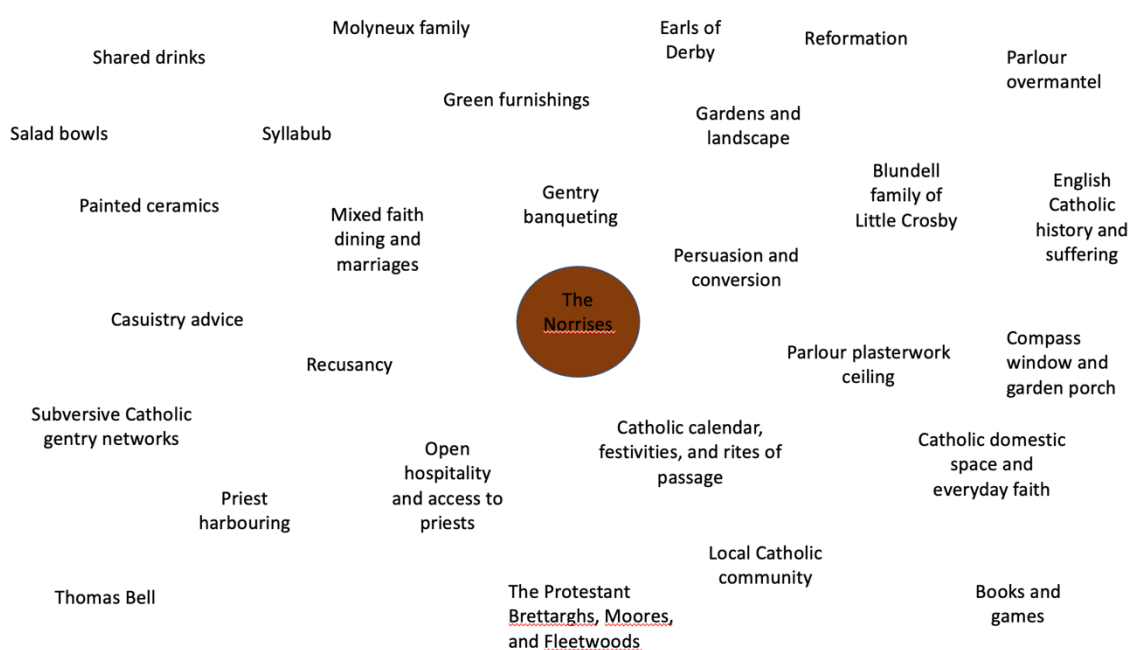 Molyneux family
Earls of
Derby
Reformation
Shared drinks
Parlour
overmantel
Green furnishings
Gardens and
landscape
Salad bowls
Syllabub
Blundell
family of
Little Crosby
English
Catholic
history and
suffering
Painted ceramics
Mixed faith
dining and
marriages
Gentry
banqueting
Persuasion and
conversion
The
Norrises
Casuistry advice
Recusancy
Parlour plasterwork
ceiling
Compass
window and
garden porch
Subversive Catholic
gentry networks
Open
hospitality
and access to
priests
Catholic calendar,
festivities, and rites of
passage
Catholic domestic
space and
everyday faith
Priest
harbouring
Local Catholic
community
Thomas Bell
The Protestant
Brettarghs, Moores,
and Fleetwoods
Books and
games